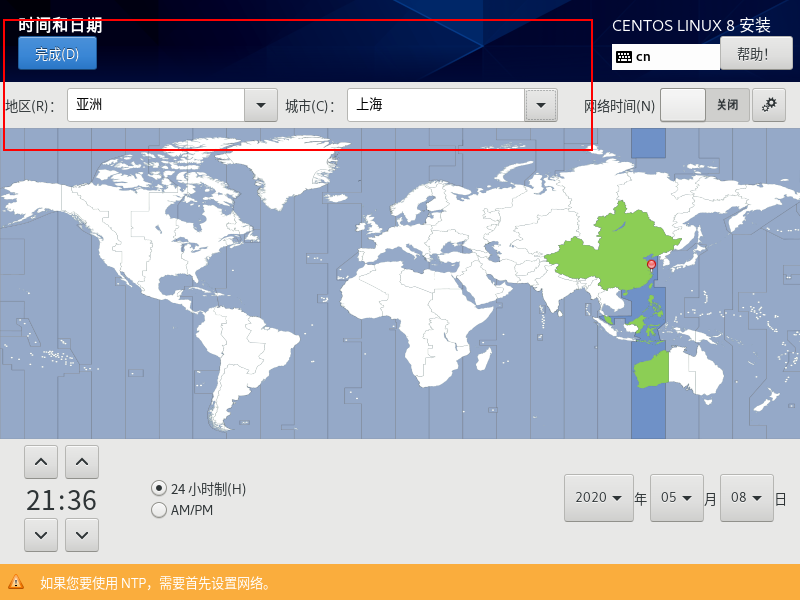 时间和日期
CENTOS LINUX 8 安装
完成(D)
cn
帮助！
地区(R)： 亚洲 城市(C)： 上海 网络时间(N) 关闭
21:36
24 小时制(H)
AM/PM
2020 年 05 月 08 日
如果您要使用 NTP，需要首先设置网络。